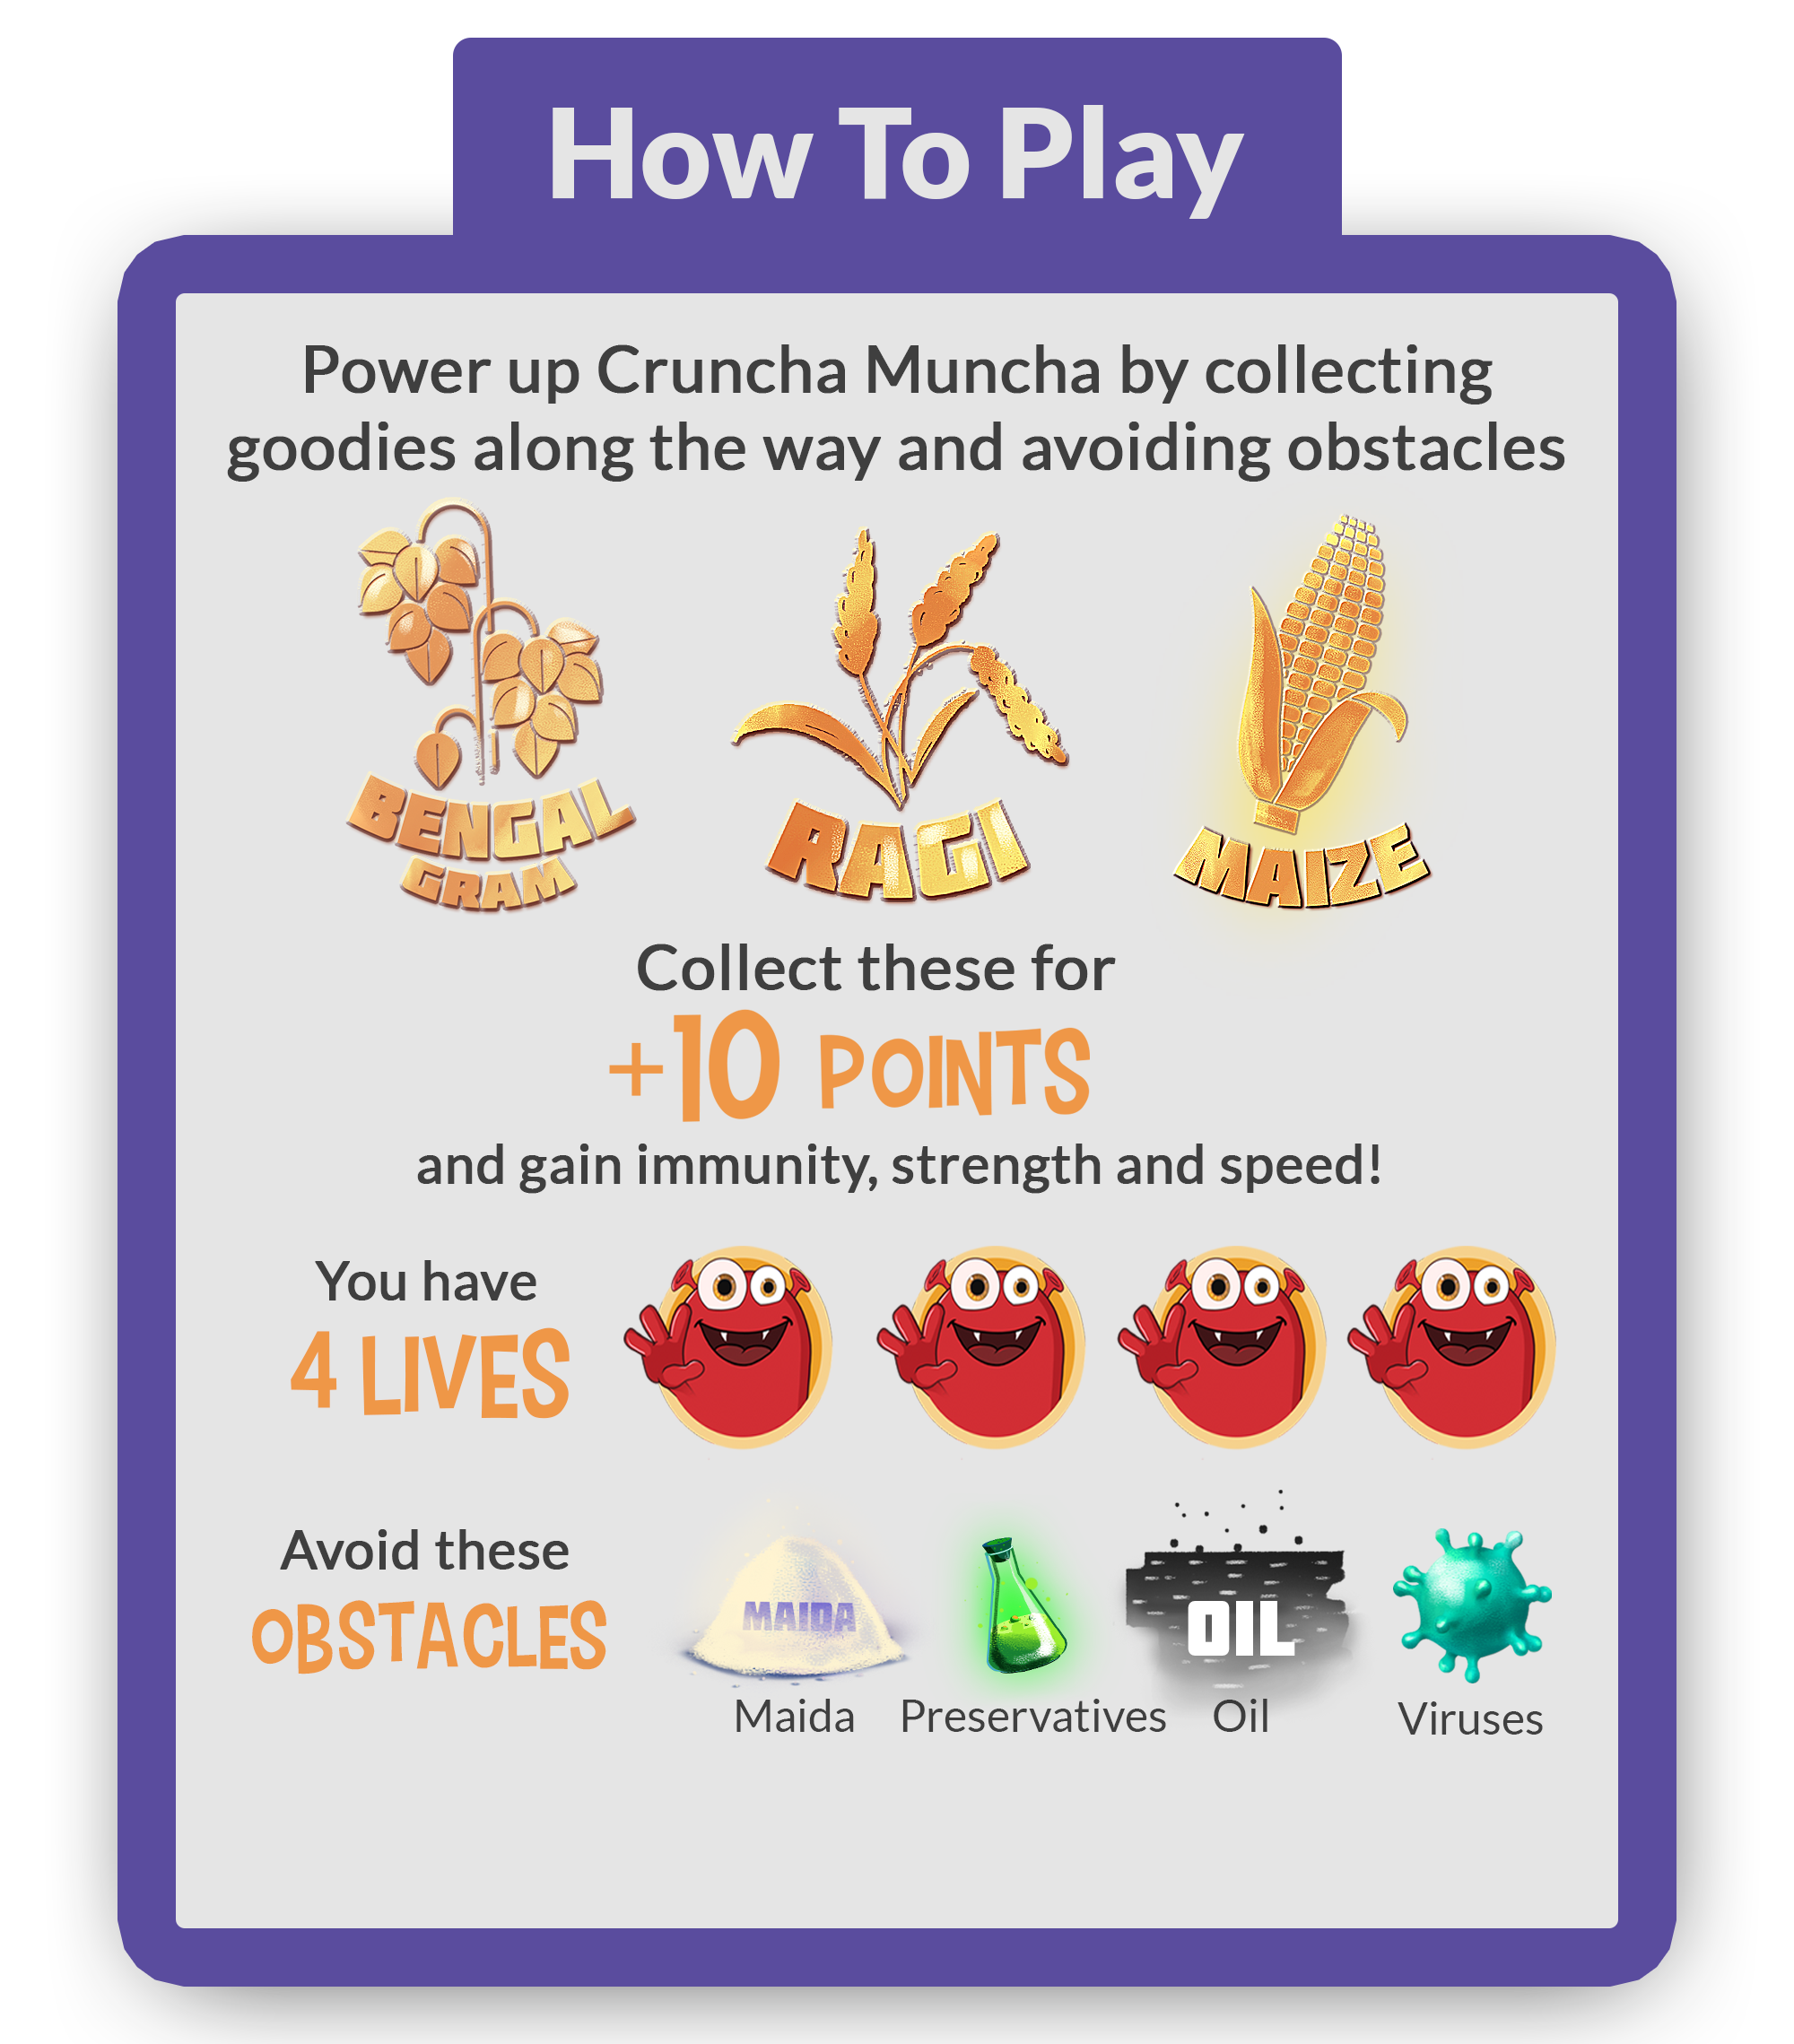 How To Play
Power up Cruncha Muncha by collecting
goodies along the way and avoiding obstacles
BENGAL
GRAM
RAGI
MAIZE
Collect these for
+10 POINTS
and gain immunity, strength and speed!
You have
4 LIVES
Avoid these
OBSTACLES
MAIDA
OIL
Maida
Preservatives
Oil
Viruses